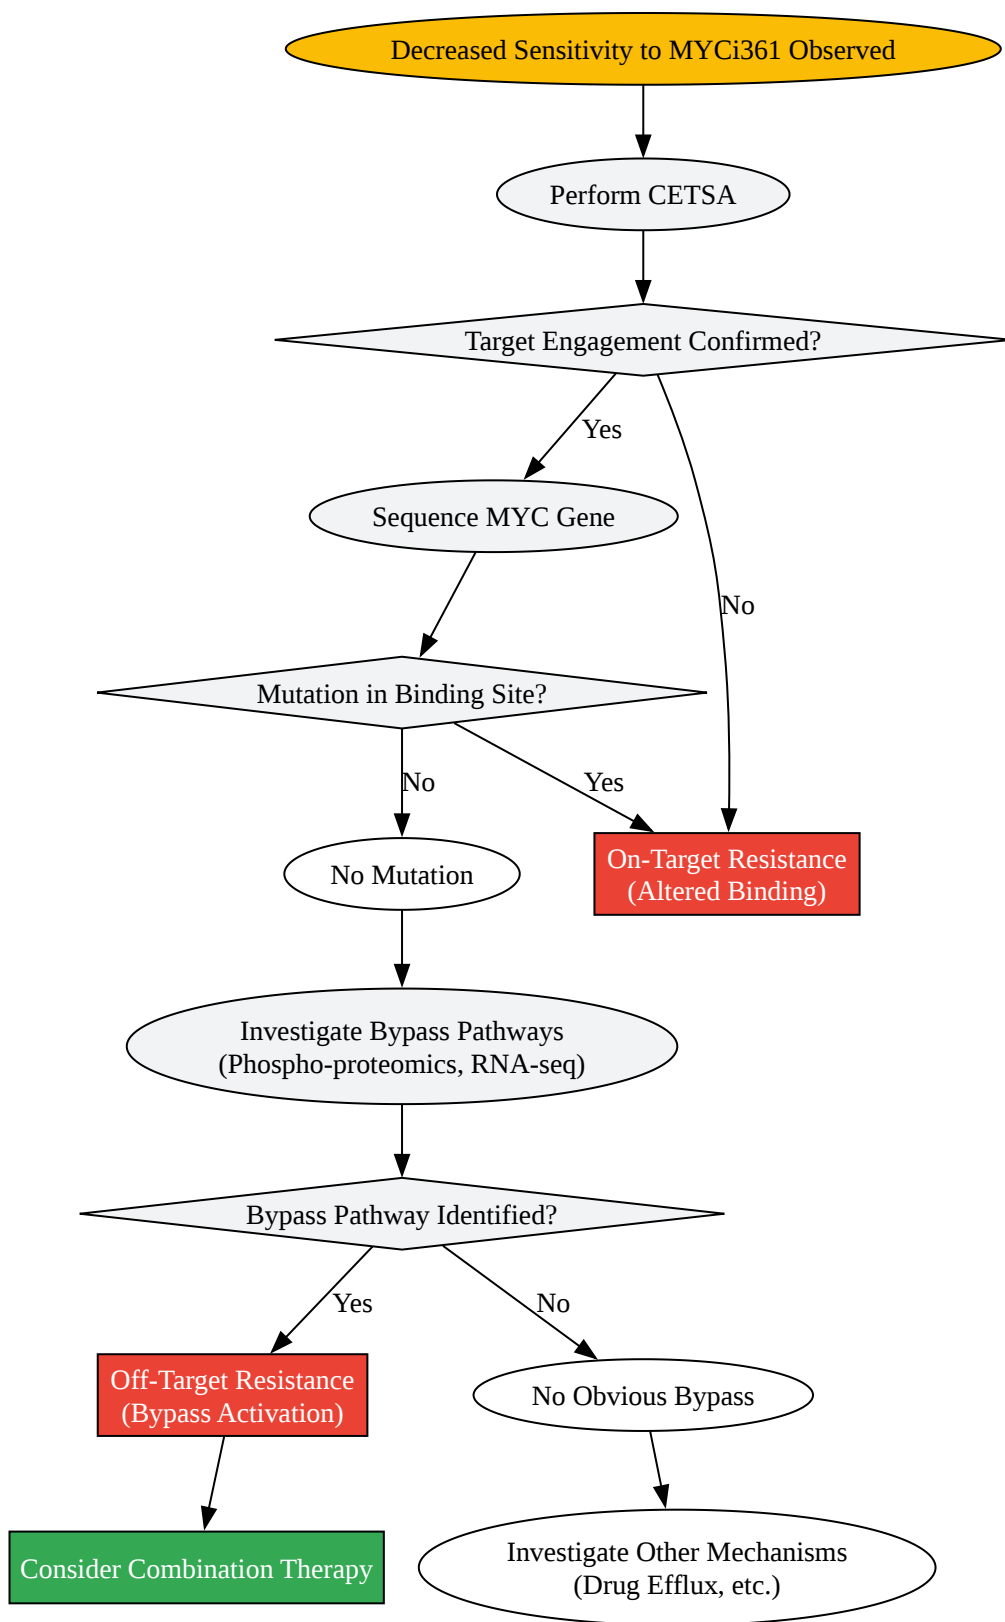 Decreased Sensitivity to MYCi361 Observed
Perform CETSA
Target Engagement Confirmed?
Yes
Sequence MYC Gene
No
Mutation in Binding Site?
No
Yes
On-Target Resistance
(Altered Binding)
No Mutation
Investigate Bypass Pathways
(Phospho-proteomics, RNA-seq)
Bypass Pathway Identified?
Yes
No
Off-Target Resistance
(Bypass Activation)
No Obvious Bypass
Consider Combination Therapy
Investigate Other Mechanisms
(Drug Efflux, etc.)